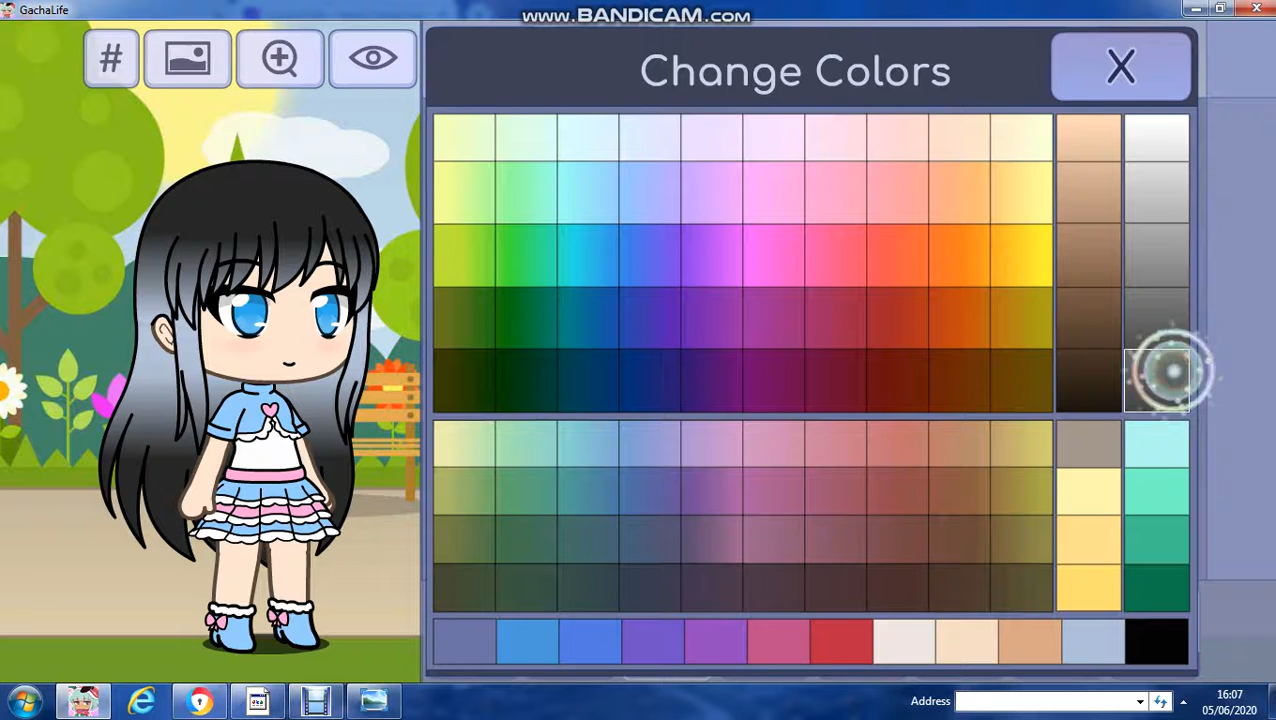 GachaLife
www.BANDICAM.com
#
Change Colors
X
Address
16:07
05/06/2020